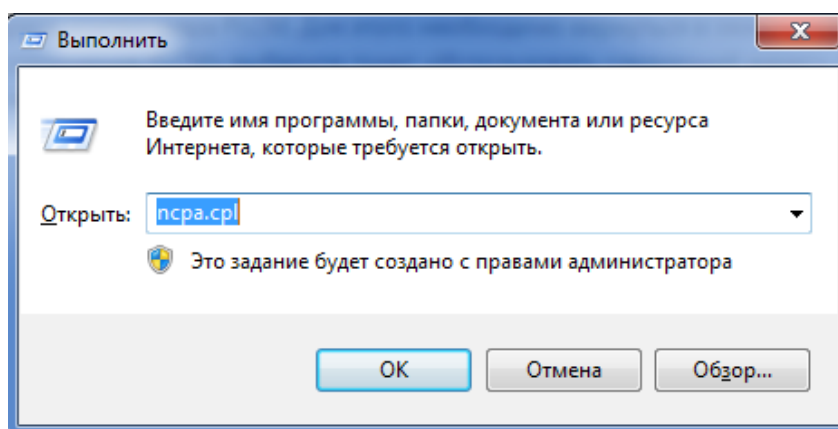 Выполнить
Введите имя программы, папки, документа или ресурса
Интернета, которые требуется открыть.
Открыть: ncpa.cpl
Это задание будет создано с правами администратора
ОК Отмена Обзор...